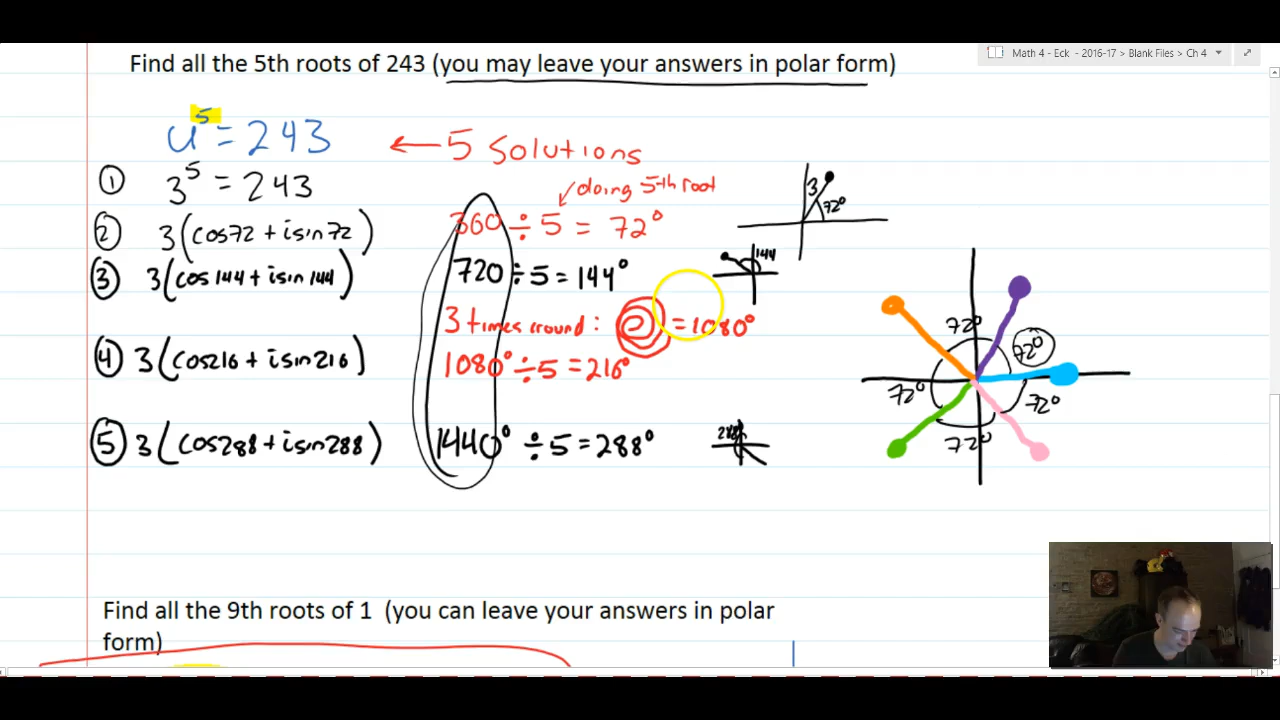 Math 4 - Eck - 2016-17 > Blank Files > Ch 4
Find all the 5th roots of 243 (you may leave your answers in polar form)
u⁵ = 243
← 5 Solutions
① 3⁵ = 243
doing 5th root
② 3(cos72 + isin72)
360 ÷ 5 = 72°
3
72°
③ 3(cos144 + isin144)
720 ÷ 5 = 144°
144
3 times around: = 1080°
④ 3(cos216 + isin216)
1080° ÷ 5 = 216°
⑤ 3(cos288 + isin288)
1440° ÷ 5 = 288°
288
72°
72°
72°
72°
72°
Find all the 9th roots of 1 (you can leave your answers in polar
form)